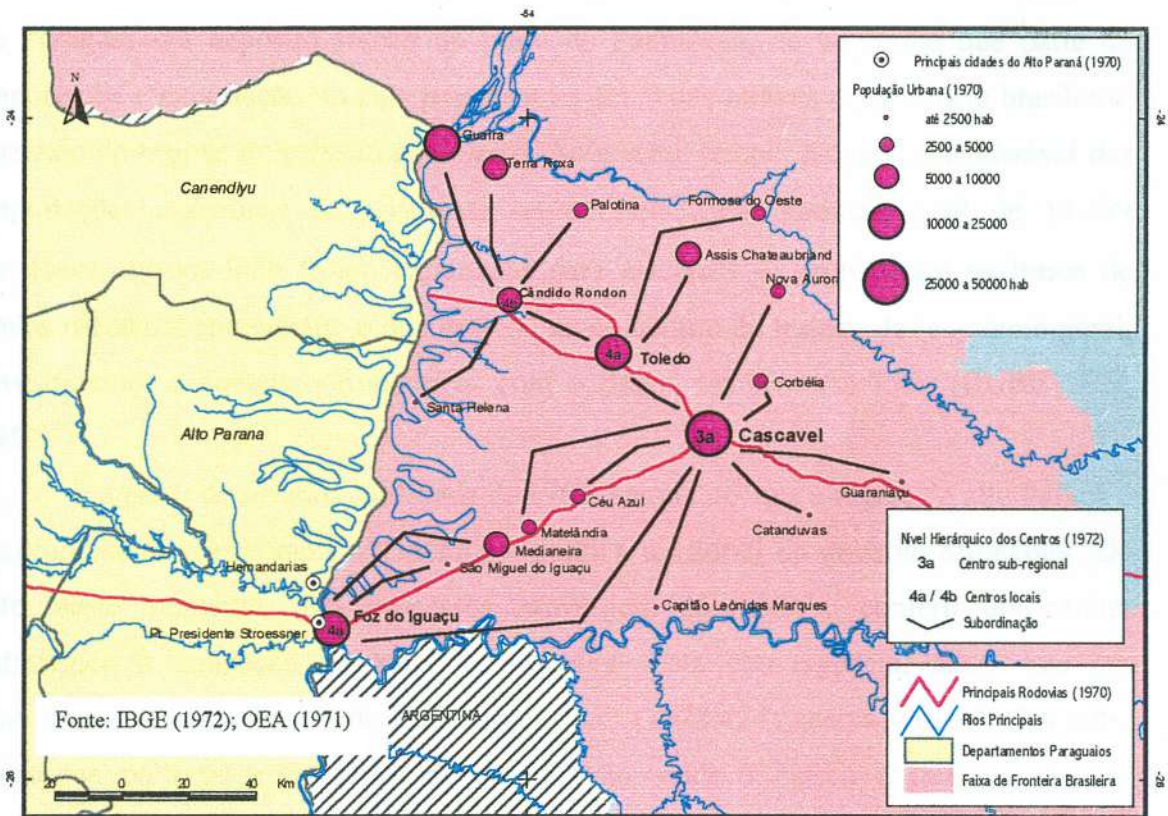 -54
Principais cidades do Alto Paraná (1970)
População Urbana (1970)
até 2500 hab
2500 a 5000
5000 a 10000
10000 a 25000
25000 a 50000 hab
N
-24
-24
Guaíra
Terra Roxa
Canendiyu
Palotina
Formosa do Oeste
Assis Chateaubriand
Nova Auror
Cândido Rondon
4b
4a
Toledo
Corbélia
Santa Helena
Alto Parana
3a
Cascavel
Guaraniaçu
Céu Azul
Catanduvas
Matelândia
Medianeira
São Miguel do Iguaçu
Hernandarias
Capitão Leônidas Marques
Foz do Iguaçu
4a
Pt. Presidente Stroessner
Nivel Hierárquico dos Centros (1972)
3a Centro sub-regional
4a / 4b Centros locais
Subordinação
Principais Rodovias (1970)
Rios Principais
Departamentos Paraguaios
Faixa de Fronteira Brasileira
Fonte: IBGE (1972); OEA (1971)
ARGENTINA
20 0 20 40 Km
-26
-26